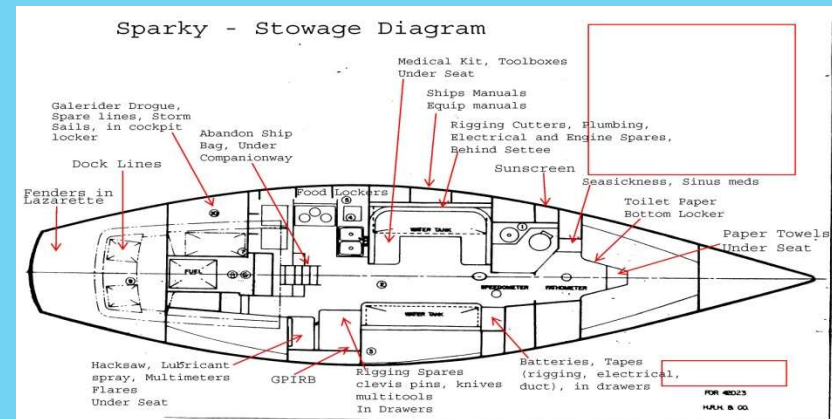 Sparky - Stowage Diagram
Medical Kit, Toolboxes
Under Seat
Ships Manuals
Equip manuals
Galerider Drogue,
Spare lines, Storm
Sails, in cockpit
locker
Abandon Ship
Bag, Under
Companionway
Rigging Cutters, Plumbing,
Electrical and Engine Spares,
Behind Settee
Sunscreen
Dock Lines
Seasickness, Sinus meds
Fenders in
Lazarette
Food Lockers
Toilet Paper
Bottom Locker
Paper Towels
Under Seat
WATER TANK
FUEL
SPEEDOMETER
FATHOMETER
WATER TANK
Hacksaw, Lubricant
spray, Multimeters
Flares
Under Seat
GPIRB
Rigging Spares
clevis pins, knives
multitools
In Drawers
Batteries, Tapes
(rigging, electrical,
duct), in drawers
FOR 42023
H.R.H. & CO.